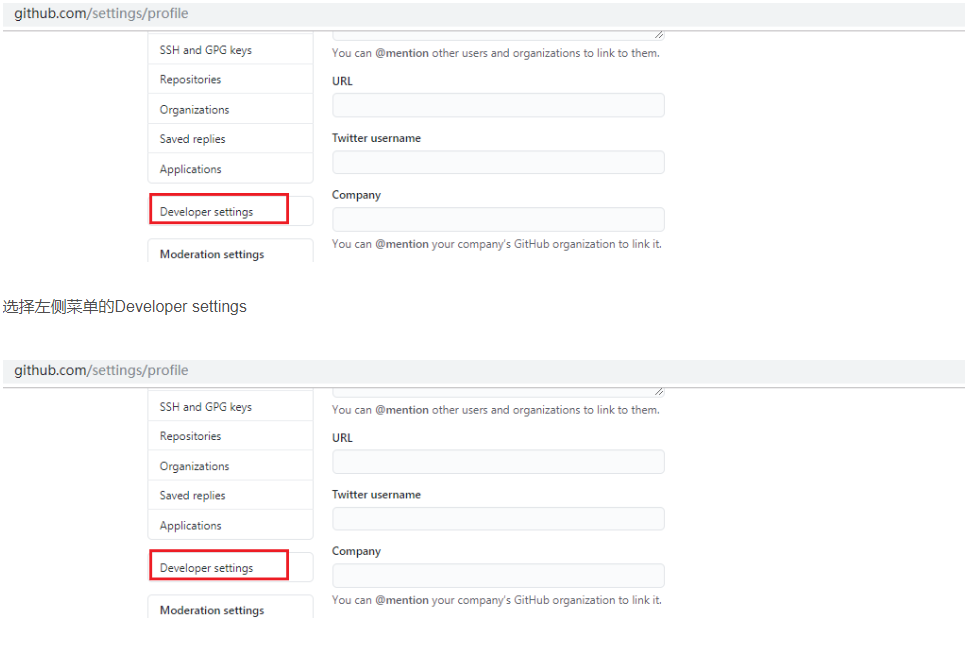 github.com/settings/profile
SSH and GPG keys
Repositories
Organizations
Saved replies
Applications
Developer settings
Moderation settings
You can @mention other users and organizations to link to them.
URL
Twitter username
Company
You can @mention your company's GitHub organization to link it.
选择左侧菜单的Developer settings
github.com/settings/profile
SSH and GPG keys
Repositories
Organizations
Saved replies
Applications
Developer settings
Moderation settings
You can @mention other users and organizations to link to them.
URL
Twitter username
Company
You can @mention your company's GitHub organization to link it.